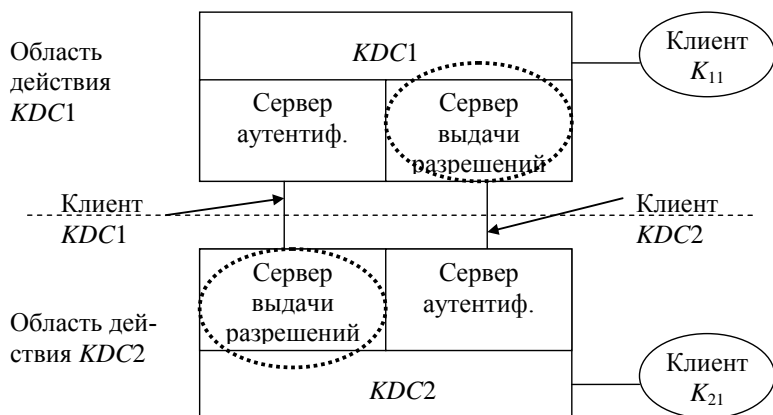 Область
действия
KDC1
KDC1
Клиент
K₁₁
Сервер
аутентиф.
Сервер
выдачи
разрешений
Клиент
KDC1
Клиент
KDC2
Область дей-
ствия KDC2
Сервер
выдачи
разрешений
Сервер
аутентиф.
KDC2
Клиент
K₂₁